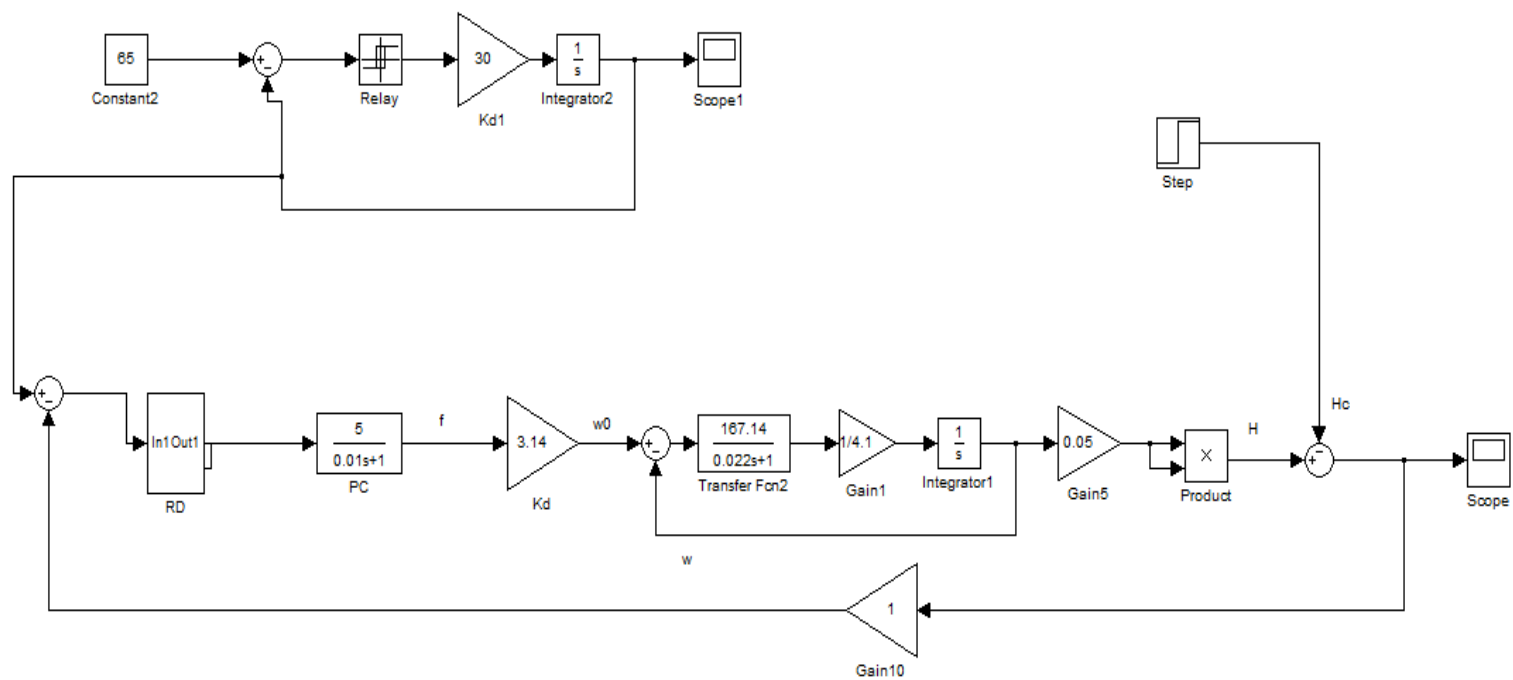 65
Constant2
Relay
30
Kd1
1
s
Integrator2
Scope1
Step
In1 Out1
RD
5
0.01s+1
PC
f
3.14
Kd
w0
167.14
0.022s+1
Transfer Fcn2
1/4.1
Gain1
1
s
Integrator1
0.05
Gain5
×
Product
H
Hc
Scope
w
1
Gain10